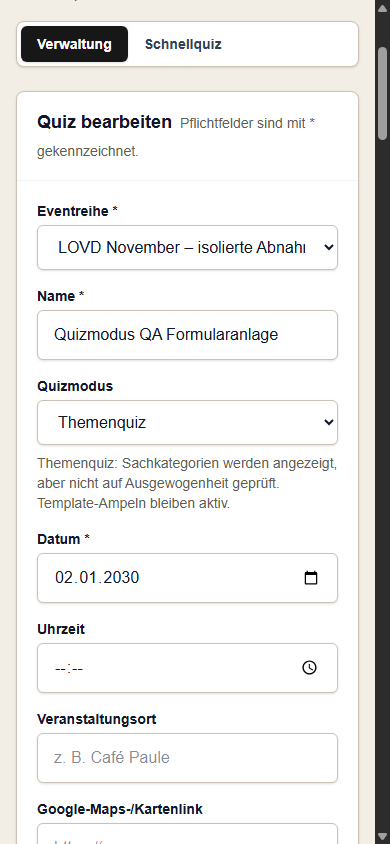 Verwaltung Schnellquiz
Quiz bearbeiten Pflichtfelder sind mit *
gekennzeichnet.
Eventreihe *
LOVD November – isolierte Abnah
Name *
Quizmodus QA Formularanlage
Quizmodus
Themenquiz
Themenquiz: Sachkategorien werden angezeigt,
aber nicht auf Ausgewogenheit geprüft.
Template-Ampeln bleiben aktiv.
Datum *
02.01.2030
Uhrzeit
--:--
Veranstaltungsort
z. B. Café Paule
Google-Maps-/Kartenlink